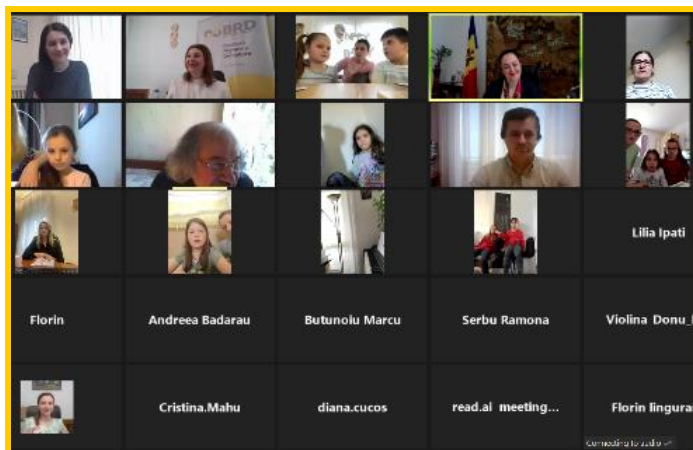 Lilia Ipati
Florin
Andreea Badarau
Butunoiu Marcu
Serbu Ramona
Violina Donu_
Cristina.Mahu
diana.cucos
read.ai meeting...
Florin lingura
Connecting to audio